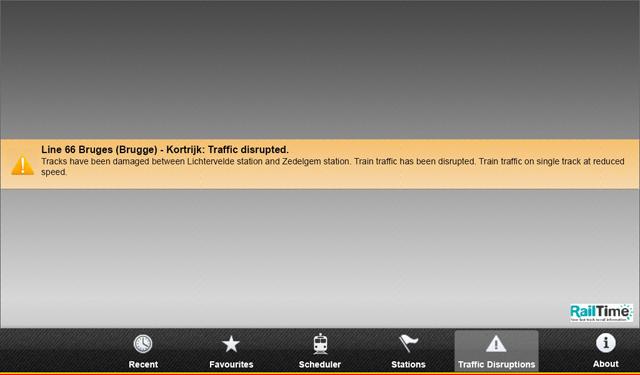 Line 66 Bruges (Brugge) - Kortrijk: Traffic disrupted.
Tracks have been damaged between Lichtervelde station and Zedelgem station. Train traffic has been disrupted. Train traffic on single track at reduced
speed.
RailTime
Recent
Favourites
Scheduler
Stations
Traffic Disruptions
About